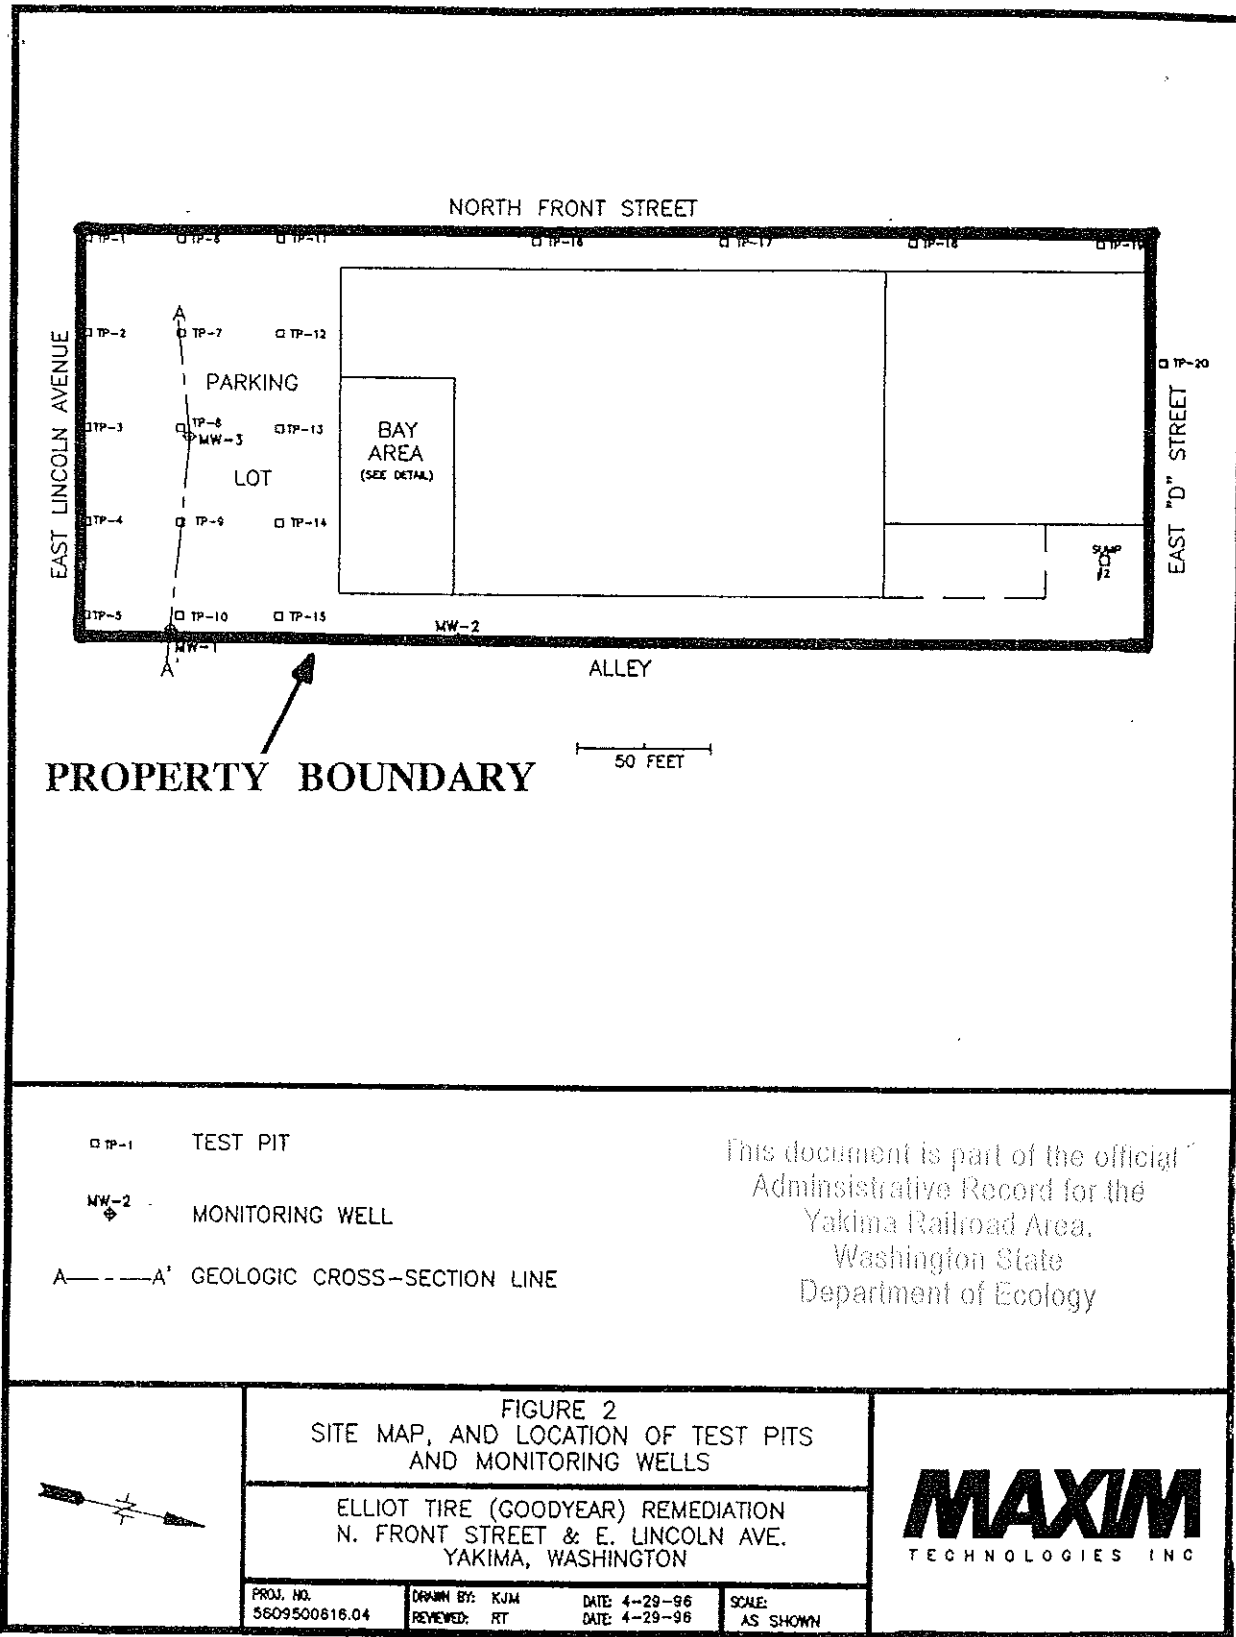 NORTH FRONT STREET
TP-1
TP-6
TP-11
TP-16
TP-17
TP-18
TP-19
A
TP-2
TP-7
TP-12
TP-20
PARKING
TP-3
TP-8
MW-3
TP-13
LOT
BAY
AREA
(SEE DETAIL)
EAST LINCOLN AVENUE
EAST "D" STREET
TP-4
TP-9
TP-14
SUMP
#2
TP-5
TP-10
TP-15
MW-2
MW-1
A'
ALLEY
50 FEET
PROPERTY BOUNDARY
TP-1 TEST PIT
MW-2 MONITORING WELL
A A' GEOLOGIC CROSS-SECTION LINE
This document is part of the official
Adminsistrative Record for the
Yakima Railroad Area,
Washington State
Department of Ecology
N
FIGURE 2
SITE MAP, AND LOCATION OF TEST PITS
AND MONITORING WELLS
ELLIOT TIRE (GOODYEAR) REMEDIATION
N. FRONT STREET & E. LINCOLN AVE.
YAKIMA, WASHINGTON
PROJ. NO.
5609500616.04
DRAWN BY: KJM DATE: 4-29-96
REVIEWED: RT DATE: 4-29-96
SCALE:
AS SHOWN
MAXIM
TECHNOLOGIES INC